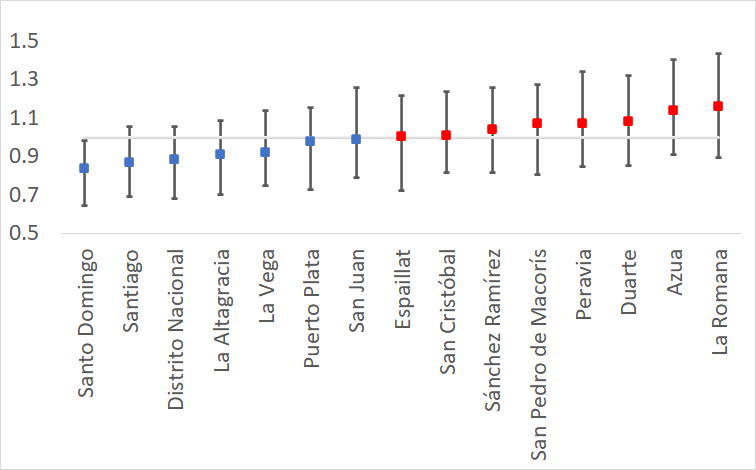 1.5
1.3
1.1
0.9
0.7
0.5
Santo Domingo
Santiago
Distrito Nacional
La Altagracia
La Vega
Puerto Plata
San Juan
Espaillat
San Cristóbal
Sánchez Ramírez
San Pedro de Macorís
Peravia
Duarte
Azua
La Romana